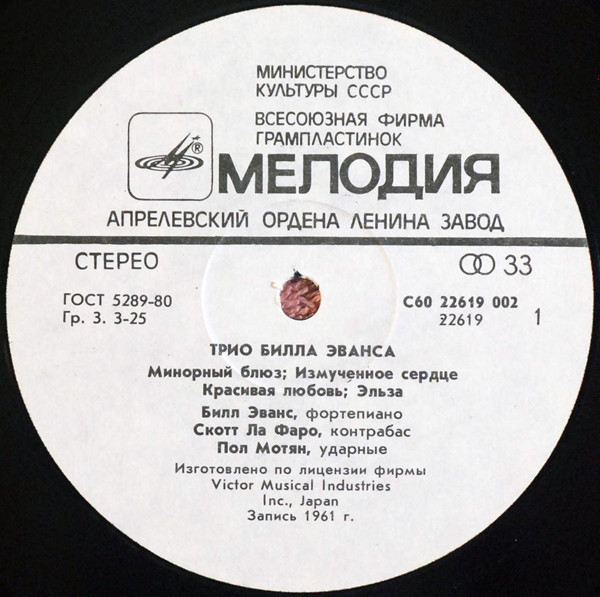 МИНИСТЕРСТВО
КУЛЬТУРЫ СССР
ВСЕСОЮЗНАЯ ФИРМА
ГРАМПЛАСТИНОК
®
МЕЛОДИЯ
АПРЕЛЕВСКИЙ ОРДЕНА ЛЕНИНА ЗАВОД
СТЕРЕО
33
ГОСТ 5289-80
Гр. 3. 3-25
С60 22619 002
22619
1
ТРИО БИЛЛА ЭВАНСА
Минорный блюз; Измученное сердце
Красивая любовь; Эльза
Билл Эванс, фортепиано
Скотт Ла Фаро, контрабас
Пол Мотян, ударные
Изготовлено по лицензии фирмы
Victor Musical Industries
Inc., Japan
Запись 1961 г.